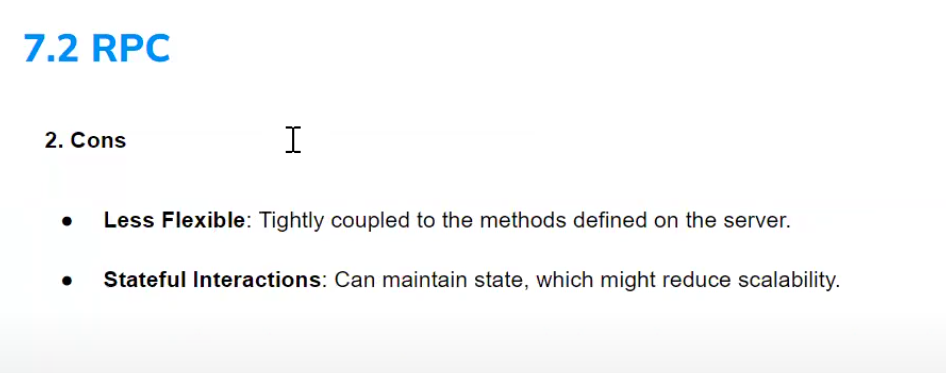 7.2 RPC
2. Cons
● Less Flexible: Tightly coupled to the methods defined on the server.
● Stateful Interactions: Can maintain state, which might reduce scalability.